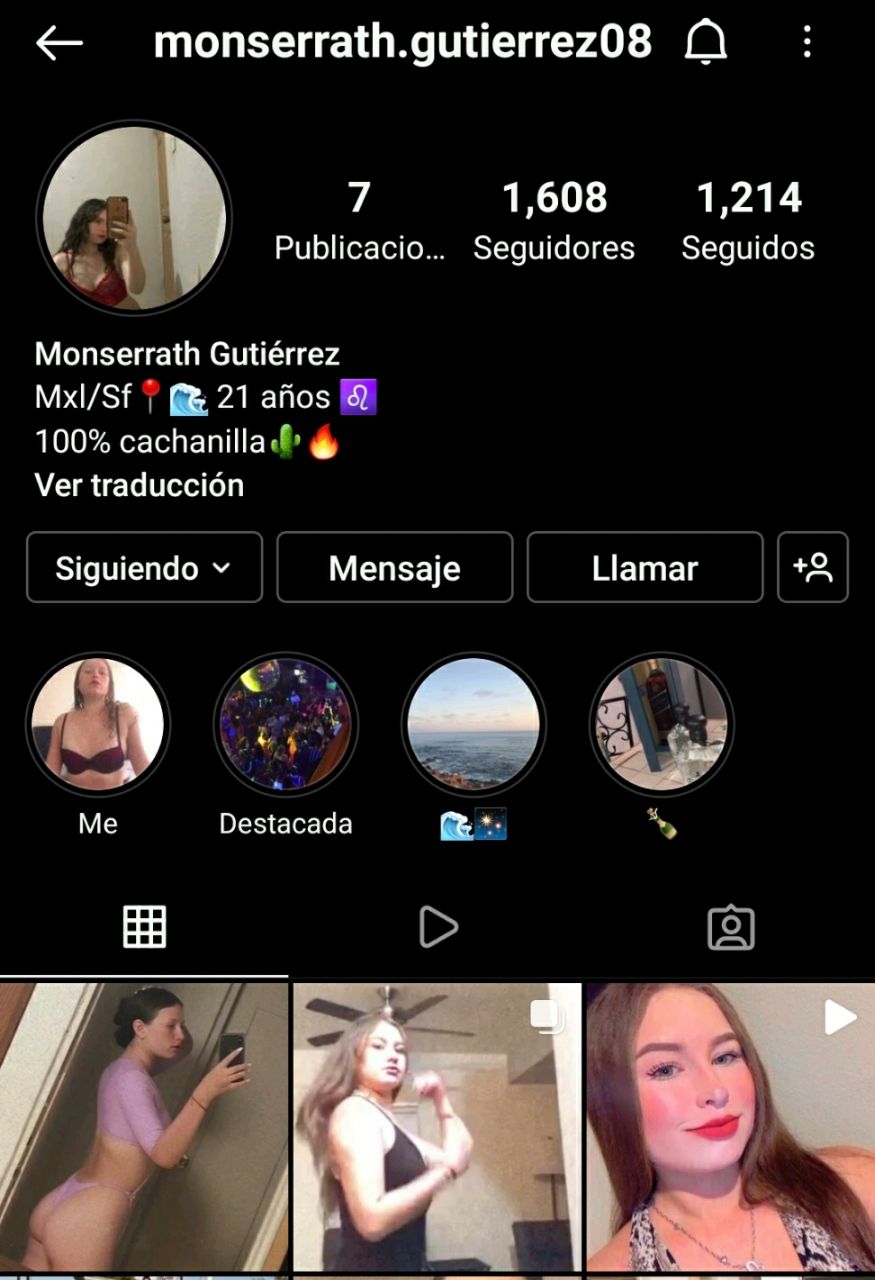 monserrath.gutierrez08
7 1,608 1,214
Publicacio... Seguidores Seguidos
Monserrath Gutiérrez
Mxl/Sf📍🌊 21 años ♌
100% cachanilla🌵🔥
Ver traducción
Siguiendo Mensaje Llamar
Me Destacada 🌊🎇 🍾